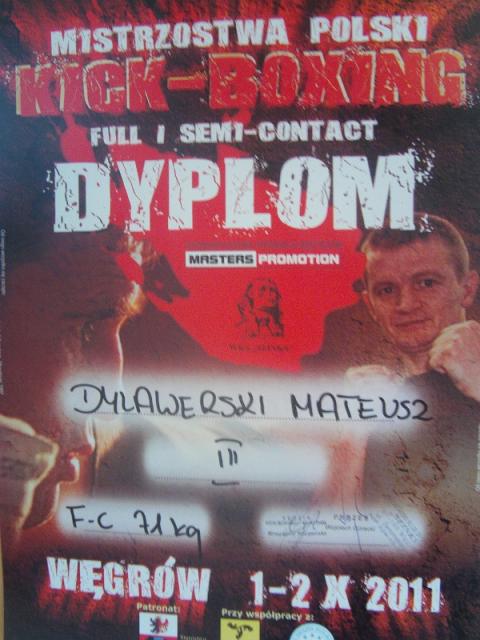 MISTRZOSTWA POLSKI
KICK-BOXING
FULL / SEMI-CONTACT
DYPLOM
MASTERS PROMOTION
DYLAWERSKI MATEUSZ
III
F-C 71 kg
WĘGRÓW 1-2 X 2011
Patronat:
Przy współpracy z: